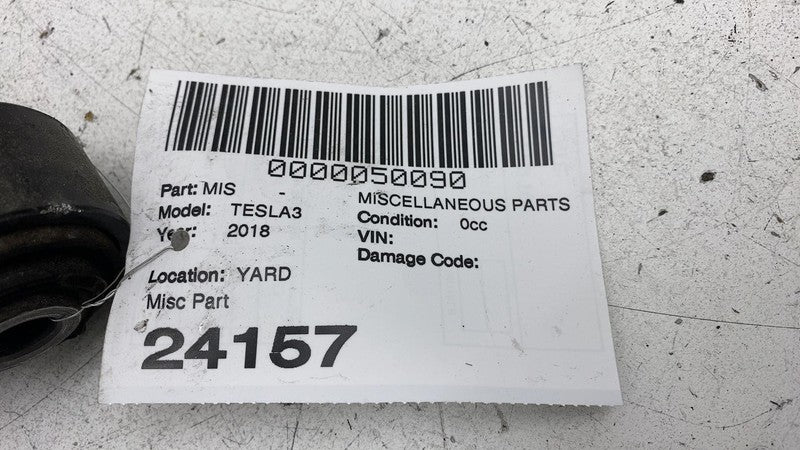 0000050090
Part: MIS - MISCELLANEOUS PARTS
Model: TESLA3 Condition: 0cc
Year: 2018 VIN:
Damage Code:
Location: YARD
Misc Part
24157